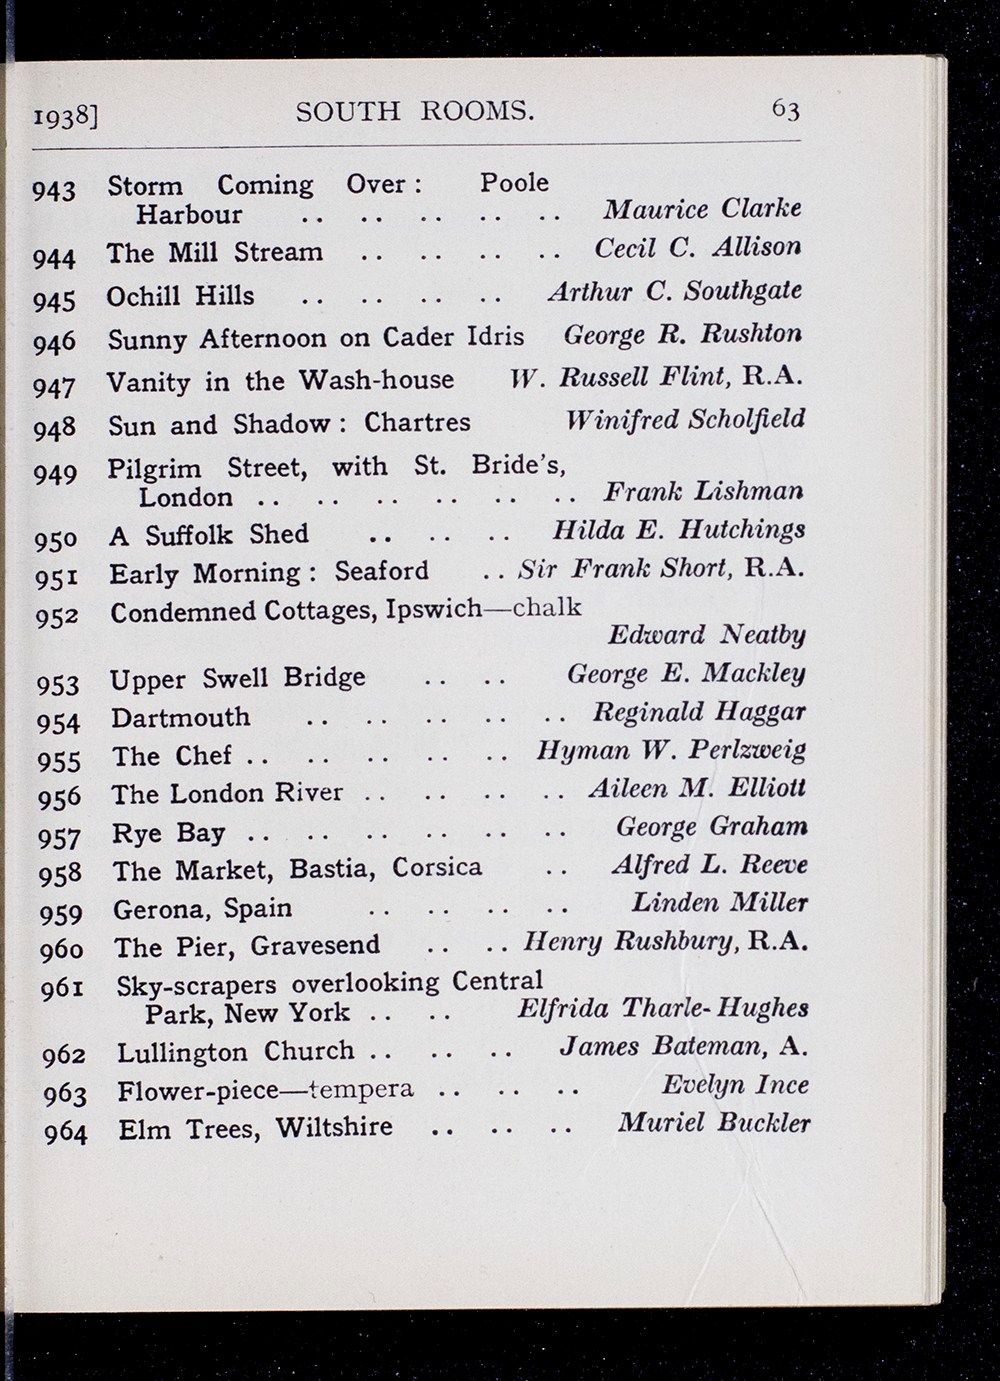 1938] SOUTH ROOMS. 63
943 Storm Coming Over : Poole
Harbour .. .. .. .. .. Maurice Clarke
944 The Mill Stream .. .. .. .. Cecil C. Allison
945 Ochill Hills .. .. .. .. Arthur C. Southgate
946 Sunny Afternoon on Cader Idris George R. Rushton
947 Vanity in the Wash-house W. Russell Flint, R.A.
948 Sun and Shadow : Chartres Winifred Scholfield
949 Pilgrim Street, with St. Bride's,
London .. .. .. .. .. .. Frank Lishman
950 A Suffolk Shed .. .. .. Hilda E. Hutchings
951 Early Morning : Seaford .. Sir Frank Short, R.A.
952 Condemned Cottages, Ipswich—chalk
Edward Neatby
953 Upper Swell Bridge .. .. George E. Mackley
954 Dartmouth .. .. .. .. .. Reginald Haggar
955 The Chef .. .. .. .. .. Hyman W. Perlzweig
956 The London River .. .. .. .. Aileen M. Elliott
957 Rye Bay .. .. .. .. .. .. George Graham
958 The Market, Bastia, Corsica .. Alfred L. Reeve
959 Gerona, Spain .. .. .. .. Linden Miller
960 The Pier, Gravesend .. .. Henry Rushbury, R.A.
961 Sky-scrapers overlooking Central
Park, New York .. .. Elfrida Tharle-Hughes
962 Lullington Church .. .. .. James Bateman, A.
963 Flower-piece—tempera .. .. .. Evelyn Ince
964 Elm Trees, Wiltshire .. .. .. Muriel Buckler